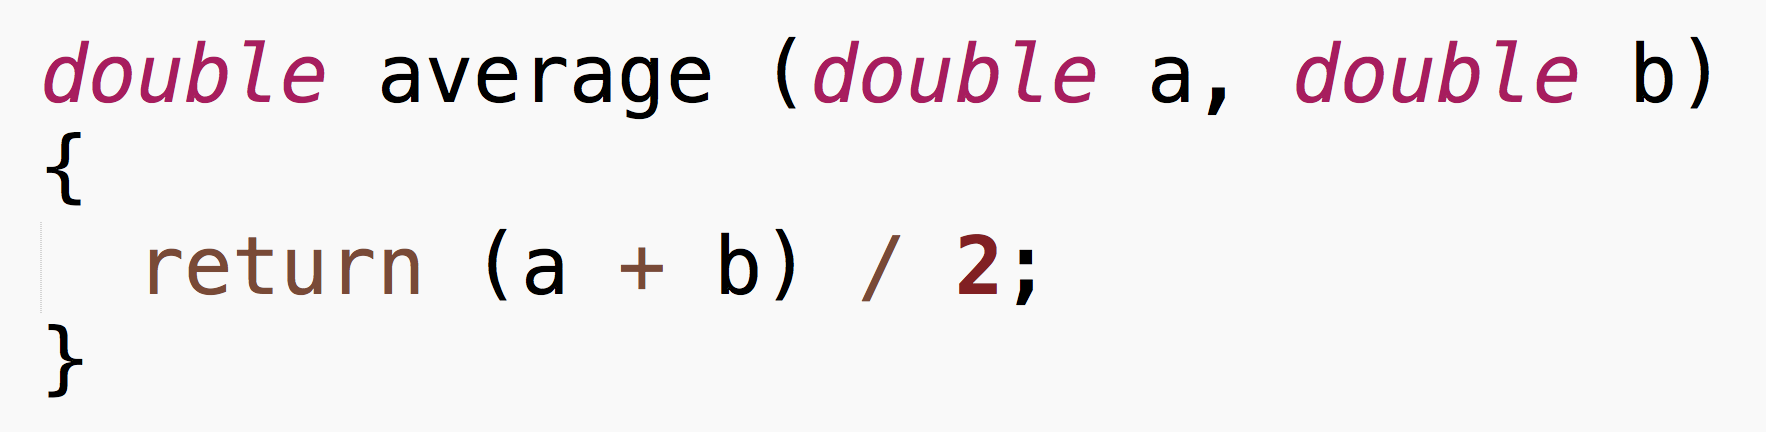 double average (double a, double b)
{
  return (a + b) / 2;
}